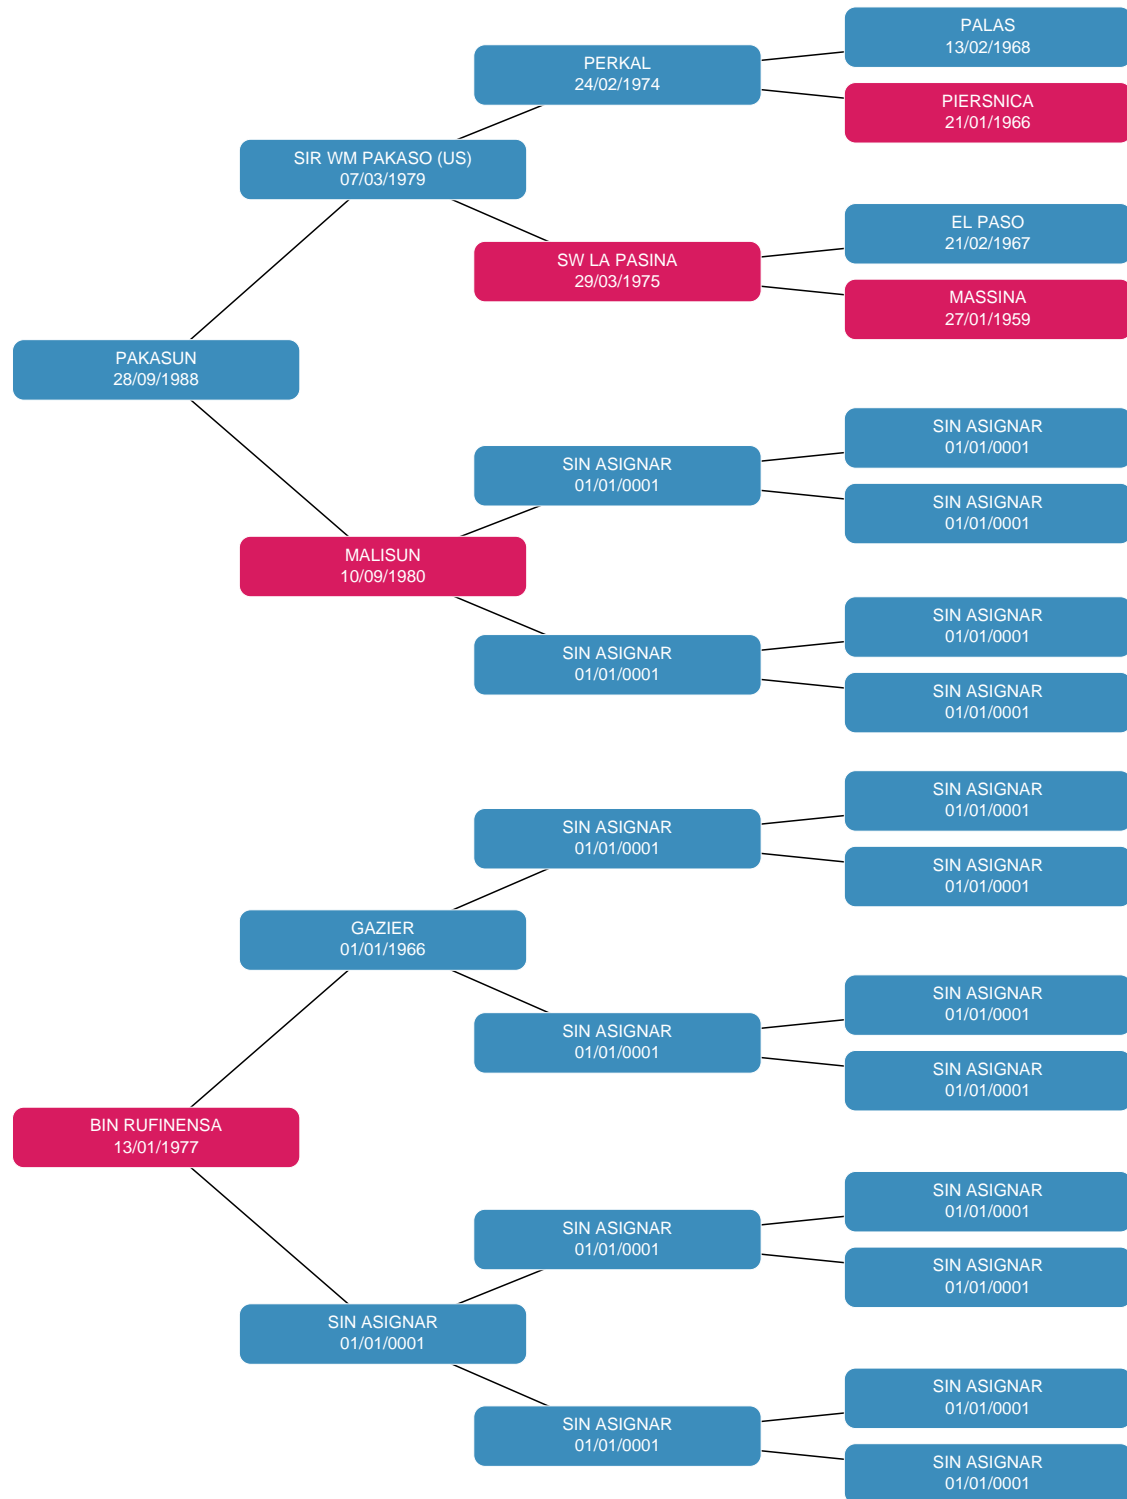 PALAS
13/02/1968
PERKAL
24/02/1974
PIERSNICA
21/01/1966
SIR WM PAKASO (US)
07/03/1979
EL PASO
21/02/1967
SW LA PASINA
29/03/1975
MASSINA
27/01/1959
PAKASUN
28/09/1988
SIN ASIGNAR
01/01/0001
SIN ASIGNAR
01/01/0001
SIN ASIGNAR
01/01/0001
MALISUN
10/09/1980
SIN ASIGNAR
01/01/0001
SIN ASIGNAR
01/01/0001
SIN ASIGNAR
01/01/0001
SIN ASIGNAR
01/01/0001
SIN ASIGNAR
01/01/0001
SIN ASIGNAR
01/01/0001
GAZIER
01/01/1966
SIN ASIGNAR
01/01/0001
SIN ASIGNAR
01/01/0001
SIN ASIGNAR
01/01/0001
BIN RUFINENSA
13/01/1977
SIN ASIGNAR
01/01/0001
SIN ASIGNAR
01/01/0001
SIN ASIGNAR
01/01/0001
SIN ASIGNAR
01/01/0001
SIN ASIGNAR
01/01/0001
SIN ASIGNAR
01/01/0001
SIN ASIGNAR
01/01/0001